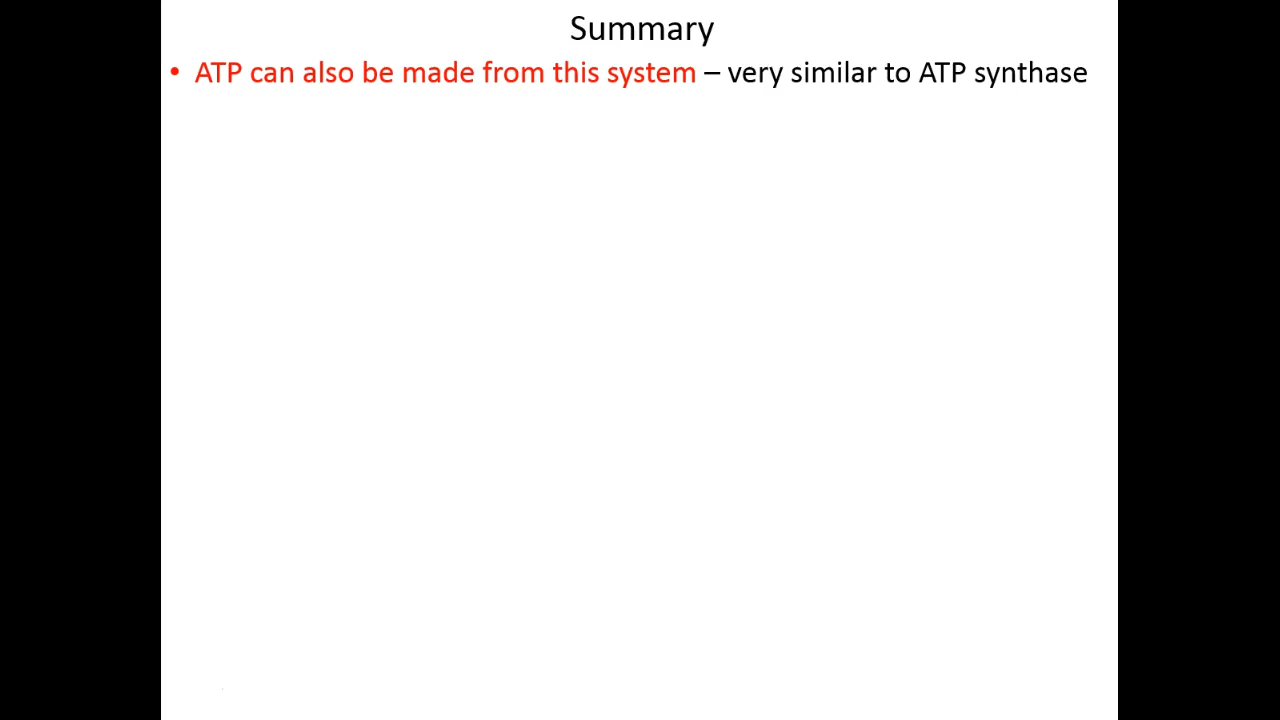 Summary
• ATP can also be made from this system – very similar to ATP synthase